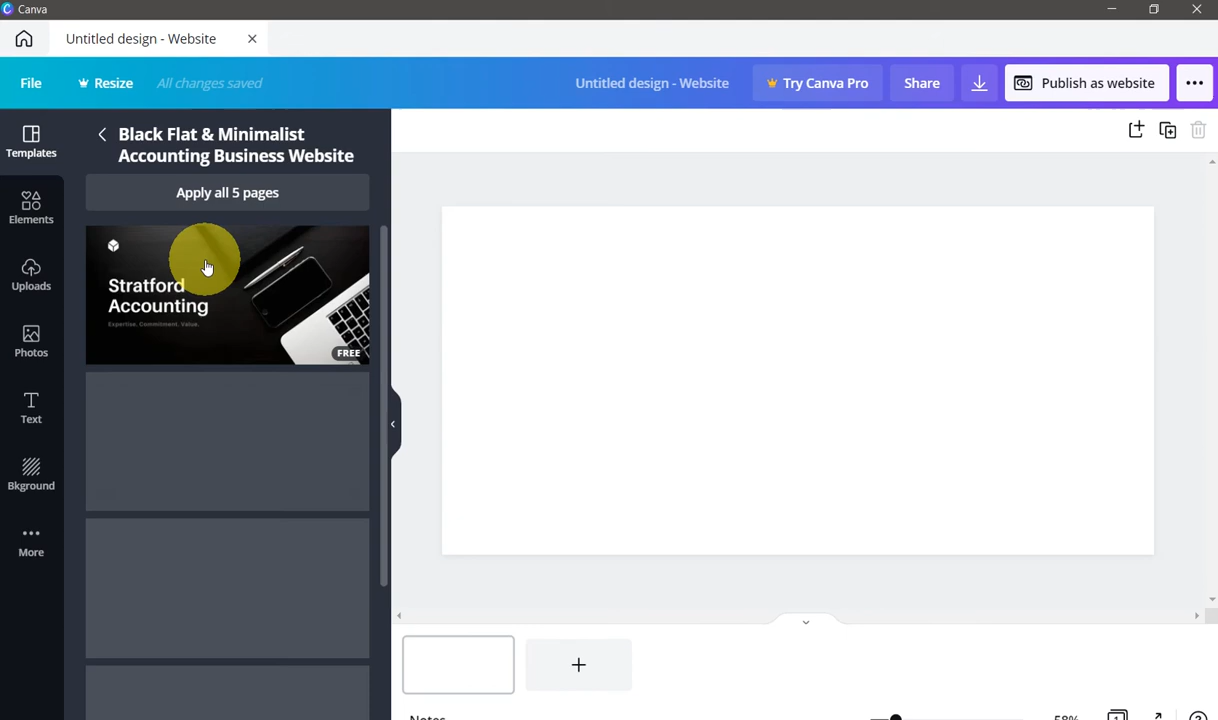 Canva
Untitled design - Website
File
Resize
All changes saved
Untitled design - Website
Try Canva Pro
Share
Publish as website
Templates
Elements
Uploads
Photos
Text
Bkground
More
Black Flat & Minimalist
Accounting Business Website
Apply all 5 pages
Stratford
Accounting
Expertise. Commitment. Value.
FREE
Notes
58%
1